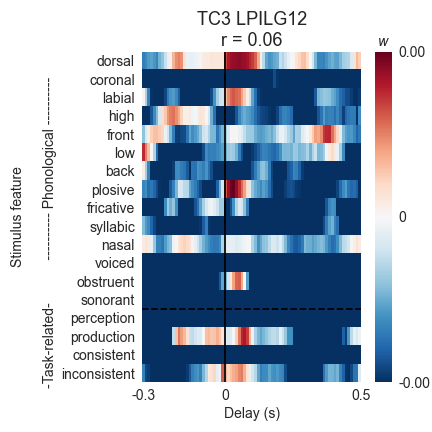 TC3 LPILG12
r = 0.06
w
dorsal
coronal
labial
high
front
low
back
plosive
fricative
syllabic
nasal
voiced
obstruent
sonorant
perception
production
consistent
inconsistent
Stimulus feature
-Task-related- ---------- Phonological ----------
0.00
0
-0.00
-0.3 0 0.5
Delay (s)